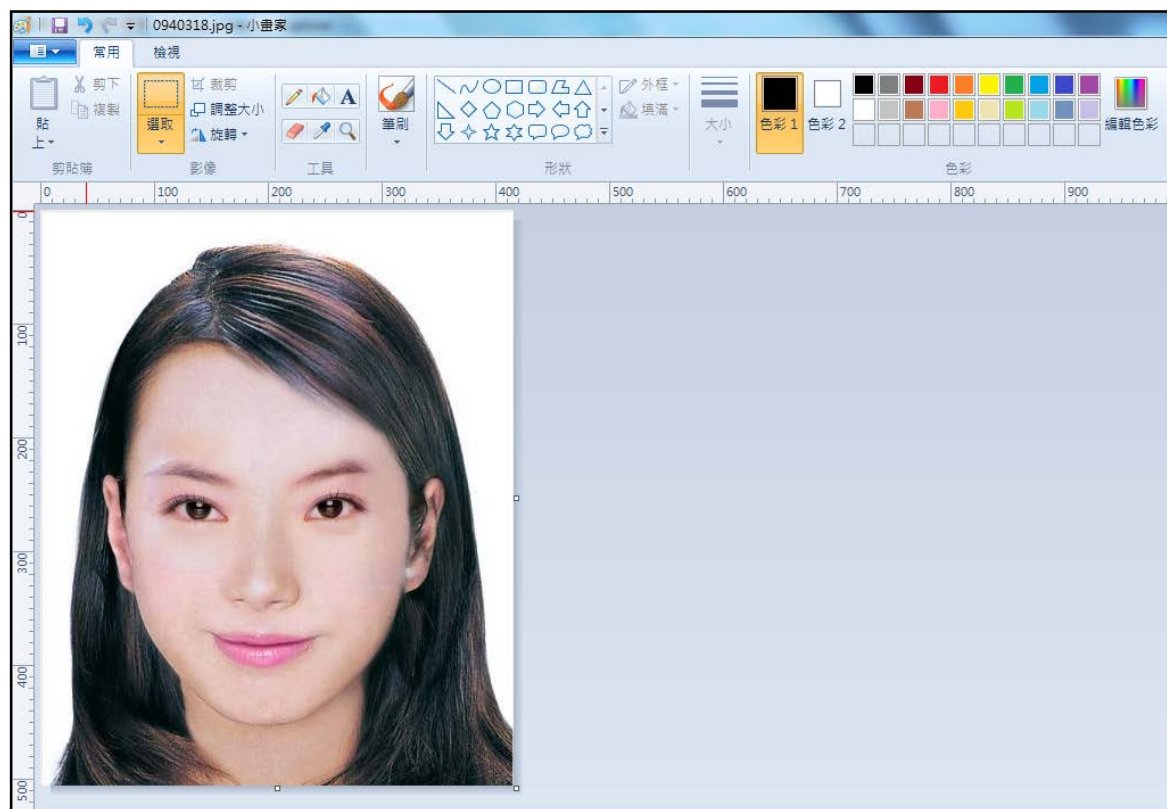 0940318.jpg - 小畫家
常用 檢視
貼上
剪下
複製
剪貼簿
選取
裁剪
調整大小
旋轉
影像
A
工具
筆刷
外框
填滿
形狀
大小
色彩 1
色彩 2
編輯色彩
色彩
0 100 200 300 400 500 600 700 800 900
0
100
200
300
400
500